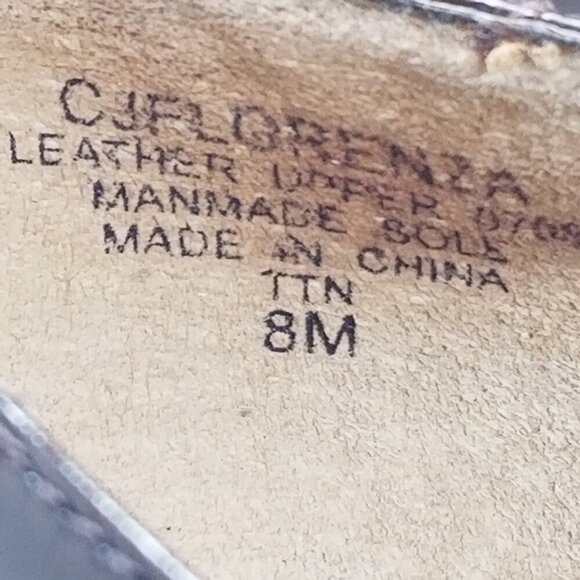 CJFLORENZA
LEATHER UPPER
MANMADE SOLE
MADE IN CHINA
TTN
8M